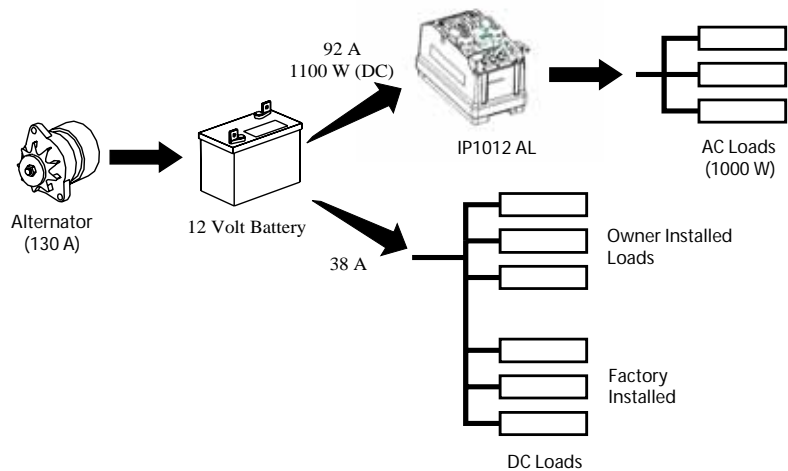 92 A
1100 W (DC)
IP1012 AL
AC Loads
(1000 W)
Alternator
(130 A)
12 Volt Battery
38 A
Owner Installed
Loads
Factory
Installed
DC Loads